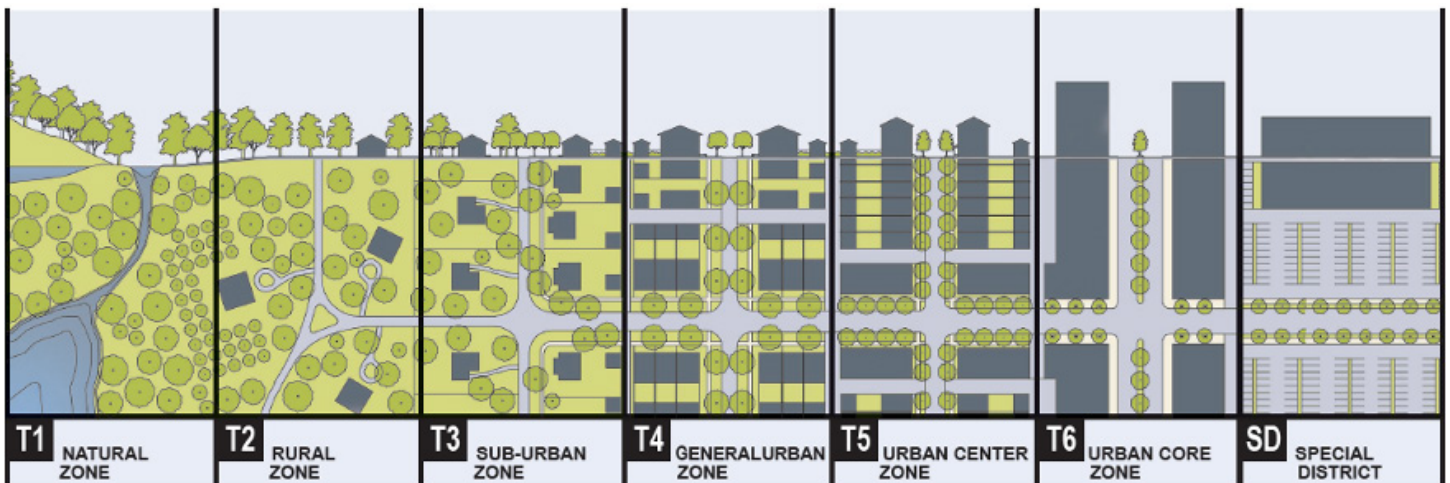 T1 NATURAL
ZONE
T2 RURAL
ZONE
T3 SUB-URBAN
ZONE
T4 GENERALURBAN
ZONE
T5 URBAN CENTER
ZONE
T6 URBAN CORE
ZONE
SD SPECIAL
DISTRICT